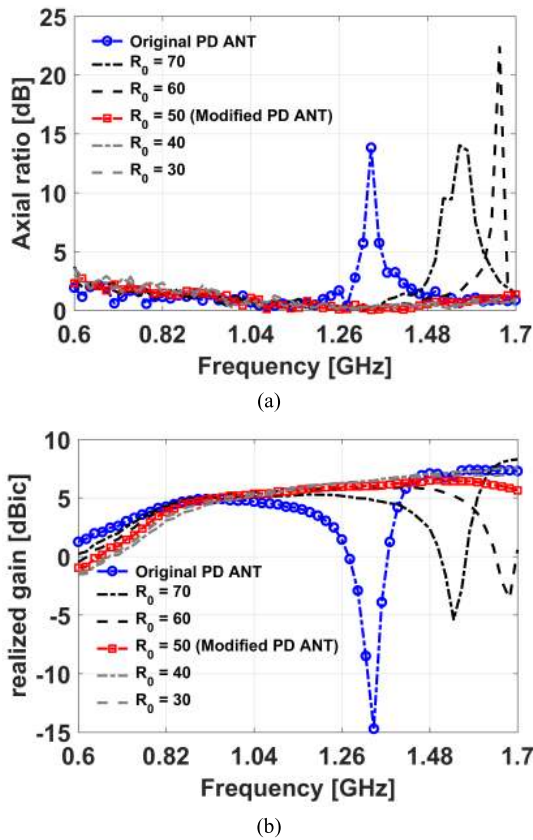 25
20
15
10
5
0
Axial ratio [dB]
Original PD ANT
R0 = 70
R0 = 60
R0 = 50 (Modified PD ANT)
R0 = 40
R0 = 30
0.6 0.82 1.04 1.26 1.48 1.7
Frequency [GHz]
(a)
10
5
0
-5
-10
-15
realized gain [dBic]
Original PD ANT
R0 = 70
R0 = 60
R0 = 50 (Modified PD ANT)
R0 = 40
R0 = 30
0.6 0.82 1.04 1.26 1.48 1.7
Frequency [GHz]
(b)